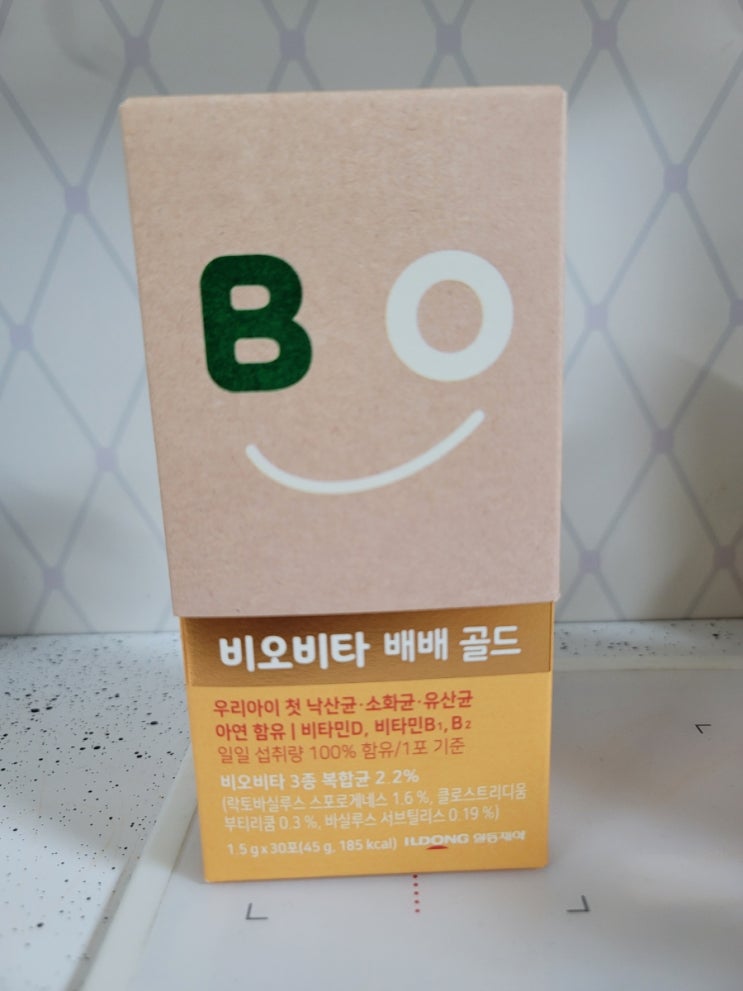 BO
비오비타 배배 골드
우리아이 첫 낙산균·소화균·유산균
아연 함유 | 비타민D, 비타민B₁, B₂
일일 섭취량 100% 함유/1포 기준
비오비타 3종 복합균 2.2%
(락토바실루스 스포로게네스 1.6 %, 클로스트리디움
부티리쿰 0.3 %, 바실루스 서브틸리스 0.19 %)
1.5 g x 30포(45 g, 185 kcal) ILDONG 일동제약